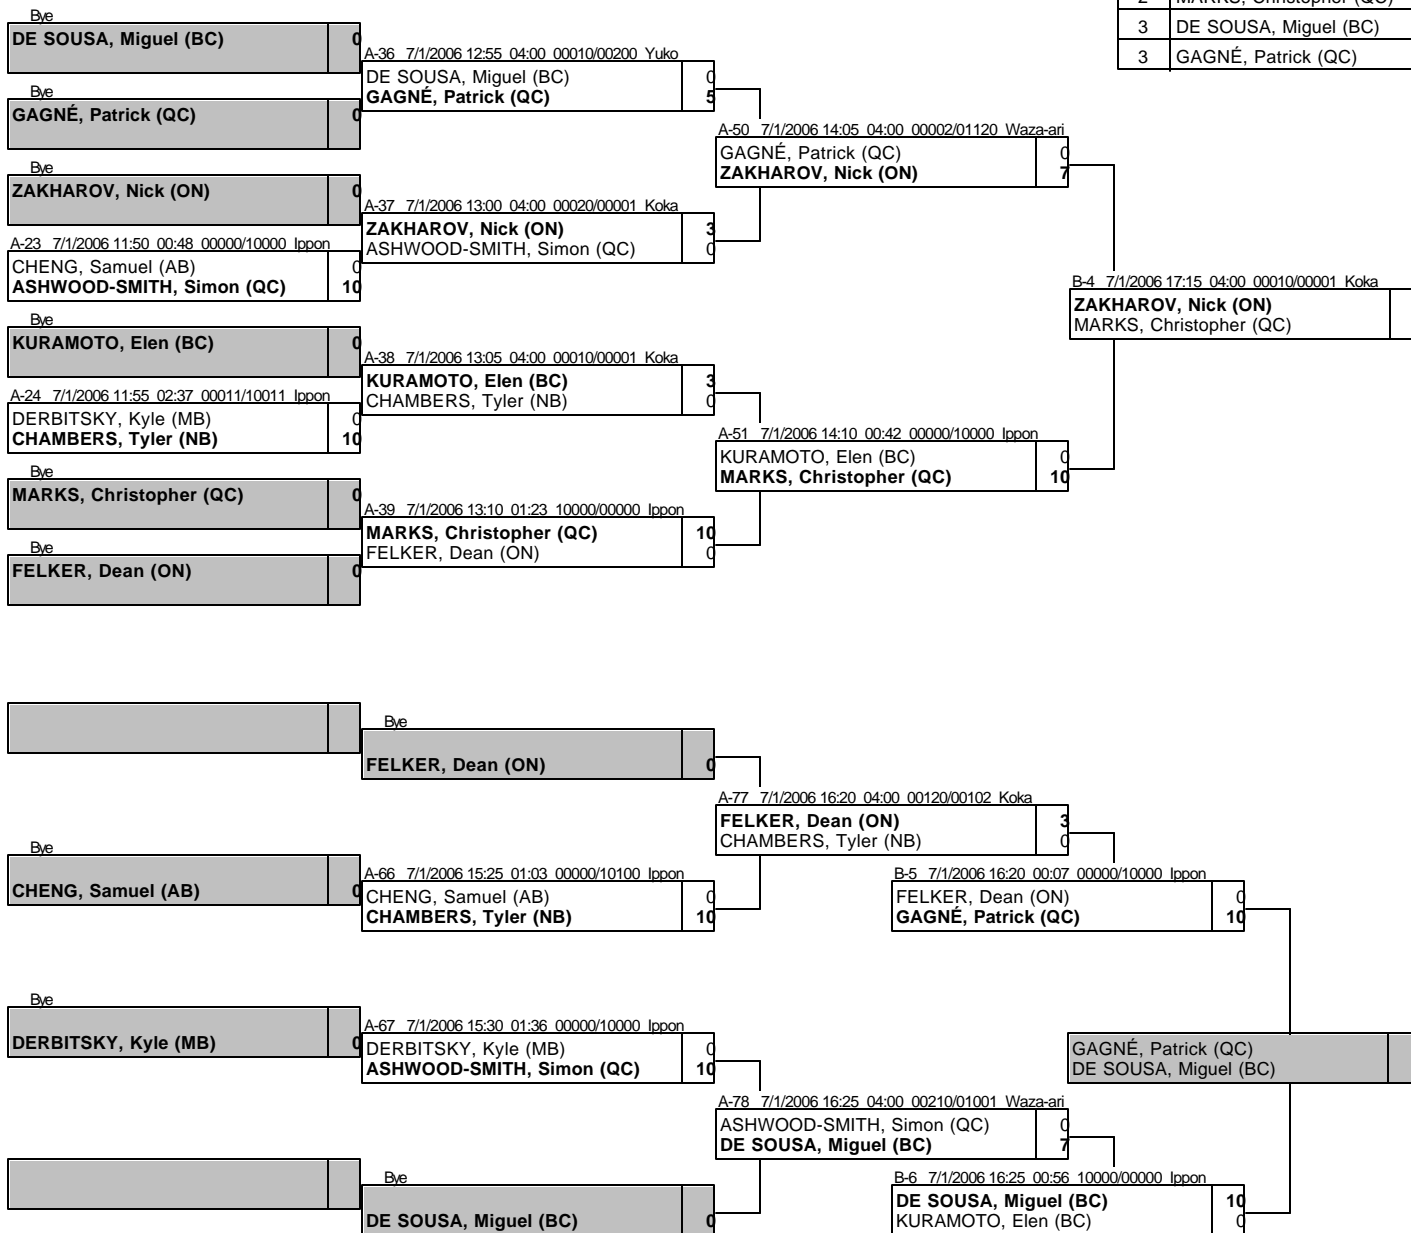 2 MARKS, Christopher (QC)
3 DE SOUSA, Miguel (BC)
3 GAGNÉ, Patrick (QC)
Bye
DE SOUSA, Miguel (BC) 0
Bye
GAGNÉ, Patrick (QC) 0
Bye
ZAKHAROV, Nick (ON) 0
A-23 7/1/2006 11:50 00:48 00000/10000 Ippon
CHENG, Samuel (AB) 0
ASHWOOD-SMITH, Simon (QC) 10
Bye
KURAMOTO, Elen (BC) 0
A-24 7/1/2006 11:55 02:37 00011/10011 Ippon
DERBITSKY, Kyle (MB) 0
CHAMBERS, Tyler (NB) 10
Bye
MARKS, Christopher (QC) 0
Bye
FELKER, Dean (ON) 0
A-36 7/1/2006 12:55 04:00 00010/00200 Yuko
DE SOUSA, Miguel (BC) 0
GAGNÉ, Patrick (QC) 5
A-37 7/1/2006 13:00 04:00 00020/00001 Koka
ZAKHAROV, Nick (ON) 3
ASHWOOD-SMITH, Simon (QC) 0
A-38 7/1/2006 13:05 04:00 00010/00001 Koka
KURAMOTO, Elen (BC) 3
CHAMBERS, Tyler (NB) 0
A-39 7/1/2006 13:10 01:23 10000/00000 Ippon
MARKS, Christopher (QC) 10
FELKER, Dean (ON) 0
A-50 7/1/2006 14:05 04:00 00002/01120 Waza-ari
GAGNÉ, Patrick (QC) 0
ZAKHAROV, Nick (ON) 7
A-51 7/1/2006 14:10 00:42 00000/10000 Ippon
KURAMOTO, Elen (BC) 0
MARKS, Christopher (QC) 10
B-4 7/1/2006 17:15 04:00 00010/00001 Koka
ZAKHAROV, Nick (ON)
MARKS, Christopher (QC)
Bye
CHENG, Samuel (AB) 0
Bye
DERBITSKY, Kyle (MB) 0
Bye
FELKER, Dean (ON) 0
A-66 7/1/2006 15:25 01:03 00000/10100 Ippon
CHENG, Samuel (AB) 0
CHAMBERS, Tyler (NB) 10
A-67 7/1/2006 15:30 01:36 00000/10000 Ippon
DERBITSKY, Kyle (MB) 0
ASHWOOD-SMITH, Simon (QC) 10
Bye
DE SOUSA, Miguel (BC) 0
A-77 7/1/2006 16:20 04:00 00120/00102 Koka
FELKER, Dean (ON) 3
CHAMBERS, Tyler (NB) 0
A-78 7/1/2006 16:25 04:00 00210/01001 Waza-ari
ASHWOOD-SMITH, Simon (QC) 0
DE SOUSA, Miguel (BC) 7
B-5 7/1/2006 16:20 00:07 00000/10000 Ippon
FELKER, Dean (ON) 0
GAGNÉ, Patrick (QC) 10
B-6 7/1/2006 16:25 00:56 10000/00000 Ippon
DE SOUSA, Miguel (BC) 10
KURAMOTO, Elen (BC) 0
GAGNÉ, Patrick (QC)
DE SOUSA, Miguel (BC)